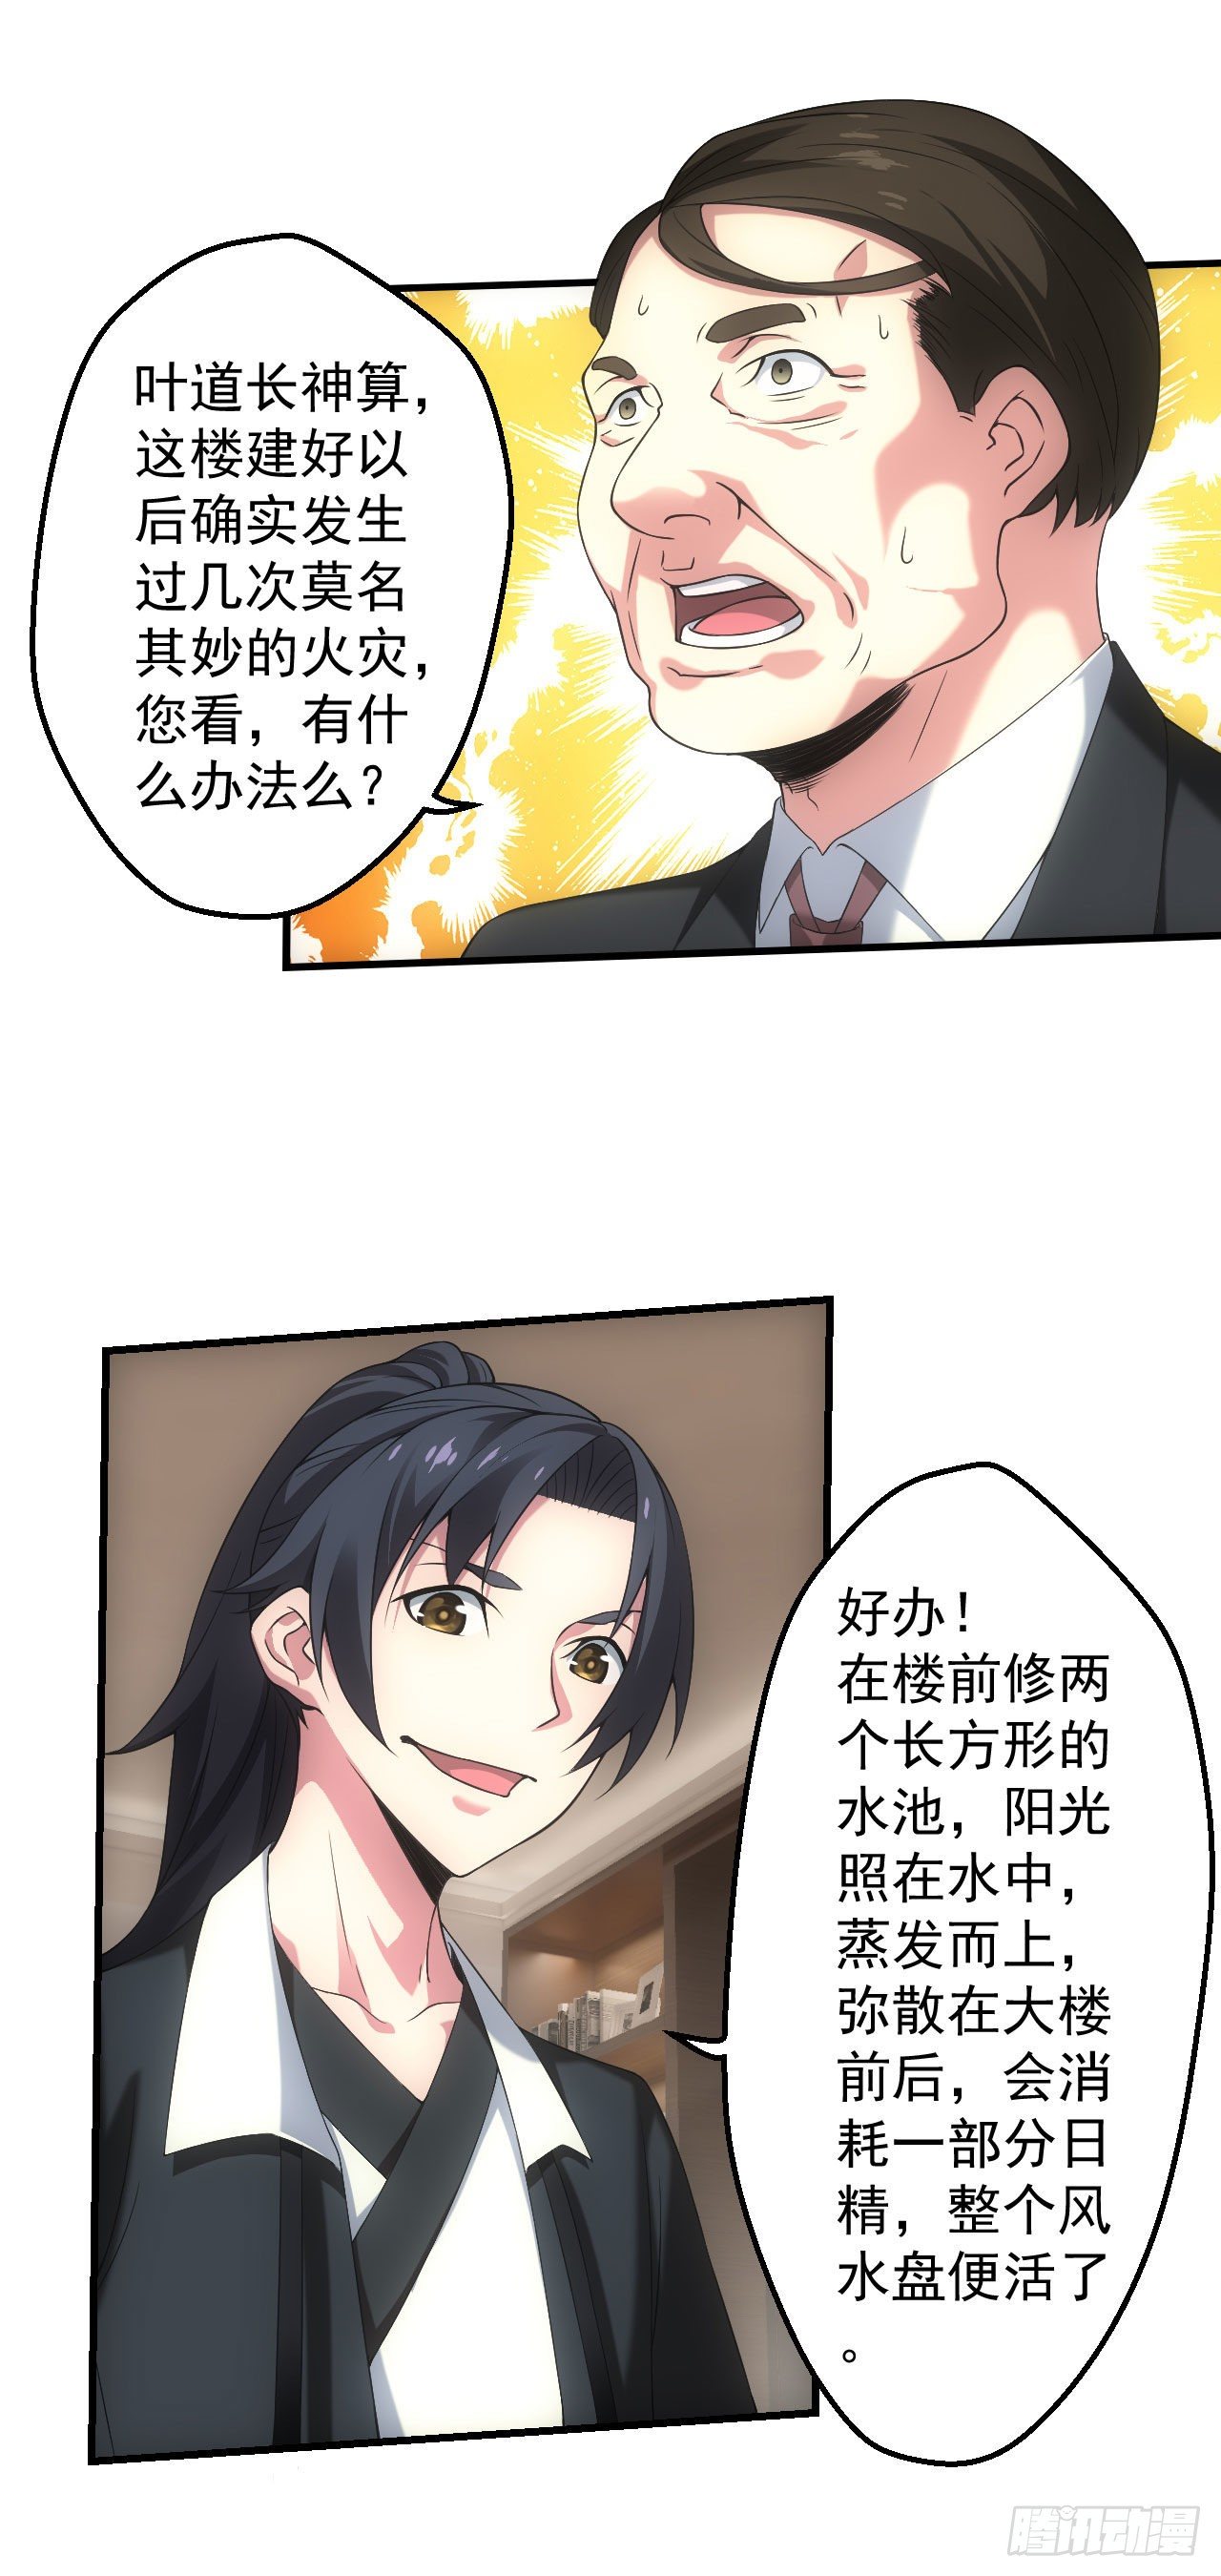 叶道长神算，
这楼建好以
后确实发生
过几次莫名
其妙的火灾，
您看，有什
么办法么？
好办！
在楼前修两
个长方形的
水池，阳光
照在水中，
蒸发而上，
弥散在大楼
前后，会消
耗一部分日
精，整个风
水盘便活了
。
腾讯动漫